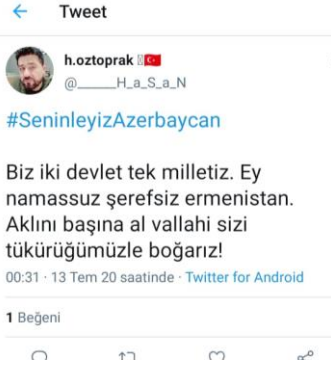 Tweet
h.oztoprak
@_____H_a_S_a_N
#SeninleyizAzerbaycan
Biz iki devlet tek milletiz. Ey
namassuz şerefsiz ermenistan.
Aklını başına al vallahi sizi
tükürüğümüzle boğarız!
00:31 · 13 Tem 20 saatinde · Twitter for Android
1 Beğeni